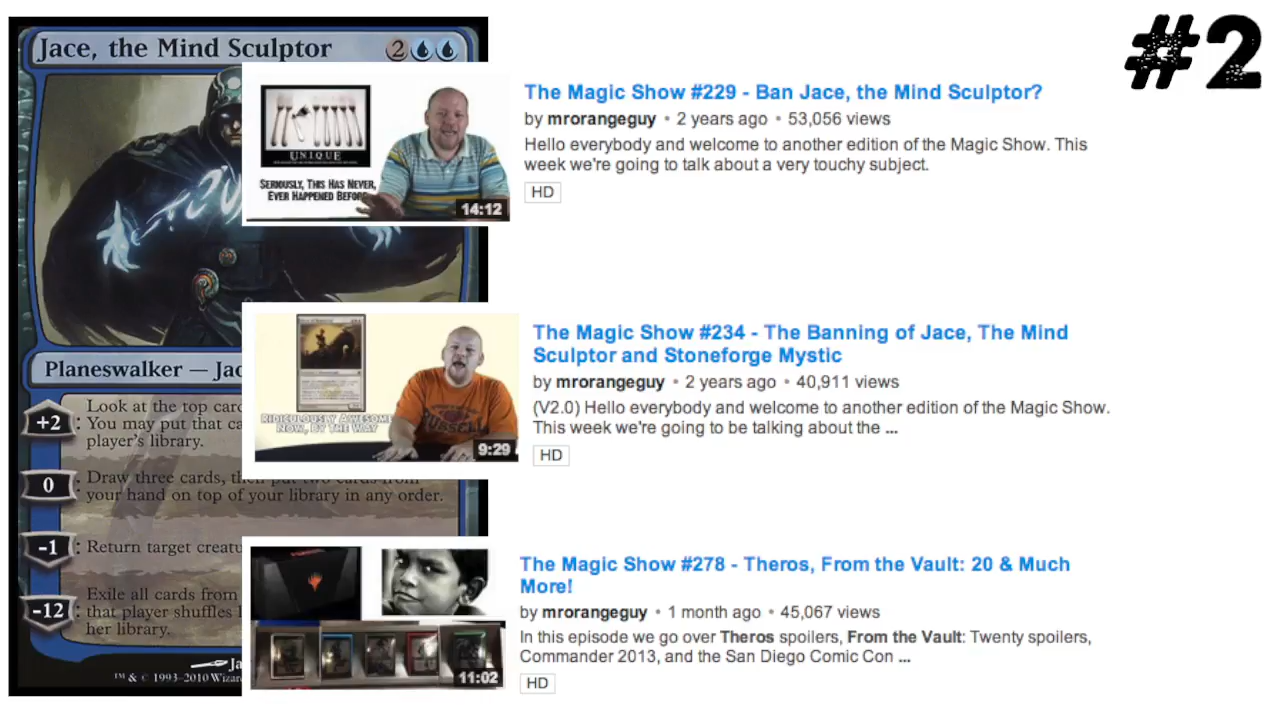 #2
Jace, the Mind Sculptor 2
Planeswalker — Jac
+2 : Look at the top card
You may put that ca
player's library.
0 : Draw three cards, then put two cards from
your hand on top of your library in any order.
-1 : Return target creatu
-12 : Exile all cards from
that player shuffles
her library.
Ja
™ & © 1993-2010 Wizar
The Magic Show #229 - Ban Jace, the Mind Sculptor?
by mrorangeguy • 2 years ago • 53,056 views
Hello everybody and welcome to another edition of the Magic Show. This
week we're going to talk about a very touchy subject.
HD
UNIQUE
SERIOUSLY, THIS HAS NEVER,
EVER HAPPENED BEFORE
14:12
The Magic Show #234 - The Banning of Jace, The Mind
Sculptor and Stoneforge Mystic
by mrorangeguy • 2 years ago • 40,911 views
(V2.0) Hello everybody and welcome to another edition of the Magic Show.
This week we're going to be talking about the ...
HD
RIDICULOUSLY AWESOME
NOW, BY THE WAY
RUSSELL
9:29
The Magic Show #278 - Theros, From the Vault: 20 & Much
More!
by mrorangeguy • 1 month ago • 45,067 views
In this episode we go over Theros spoilers, From the Vault: Twenty spoilers,
Commander 2013, and the San Diego Comic Con ...
HD
11:02